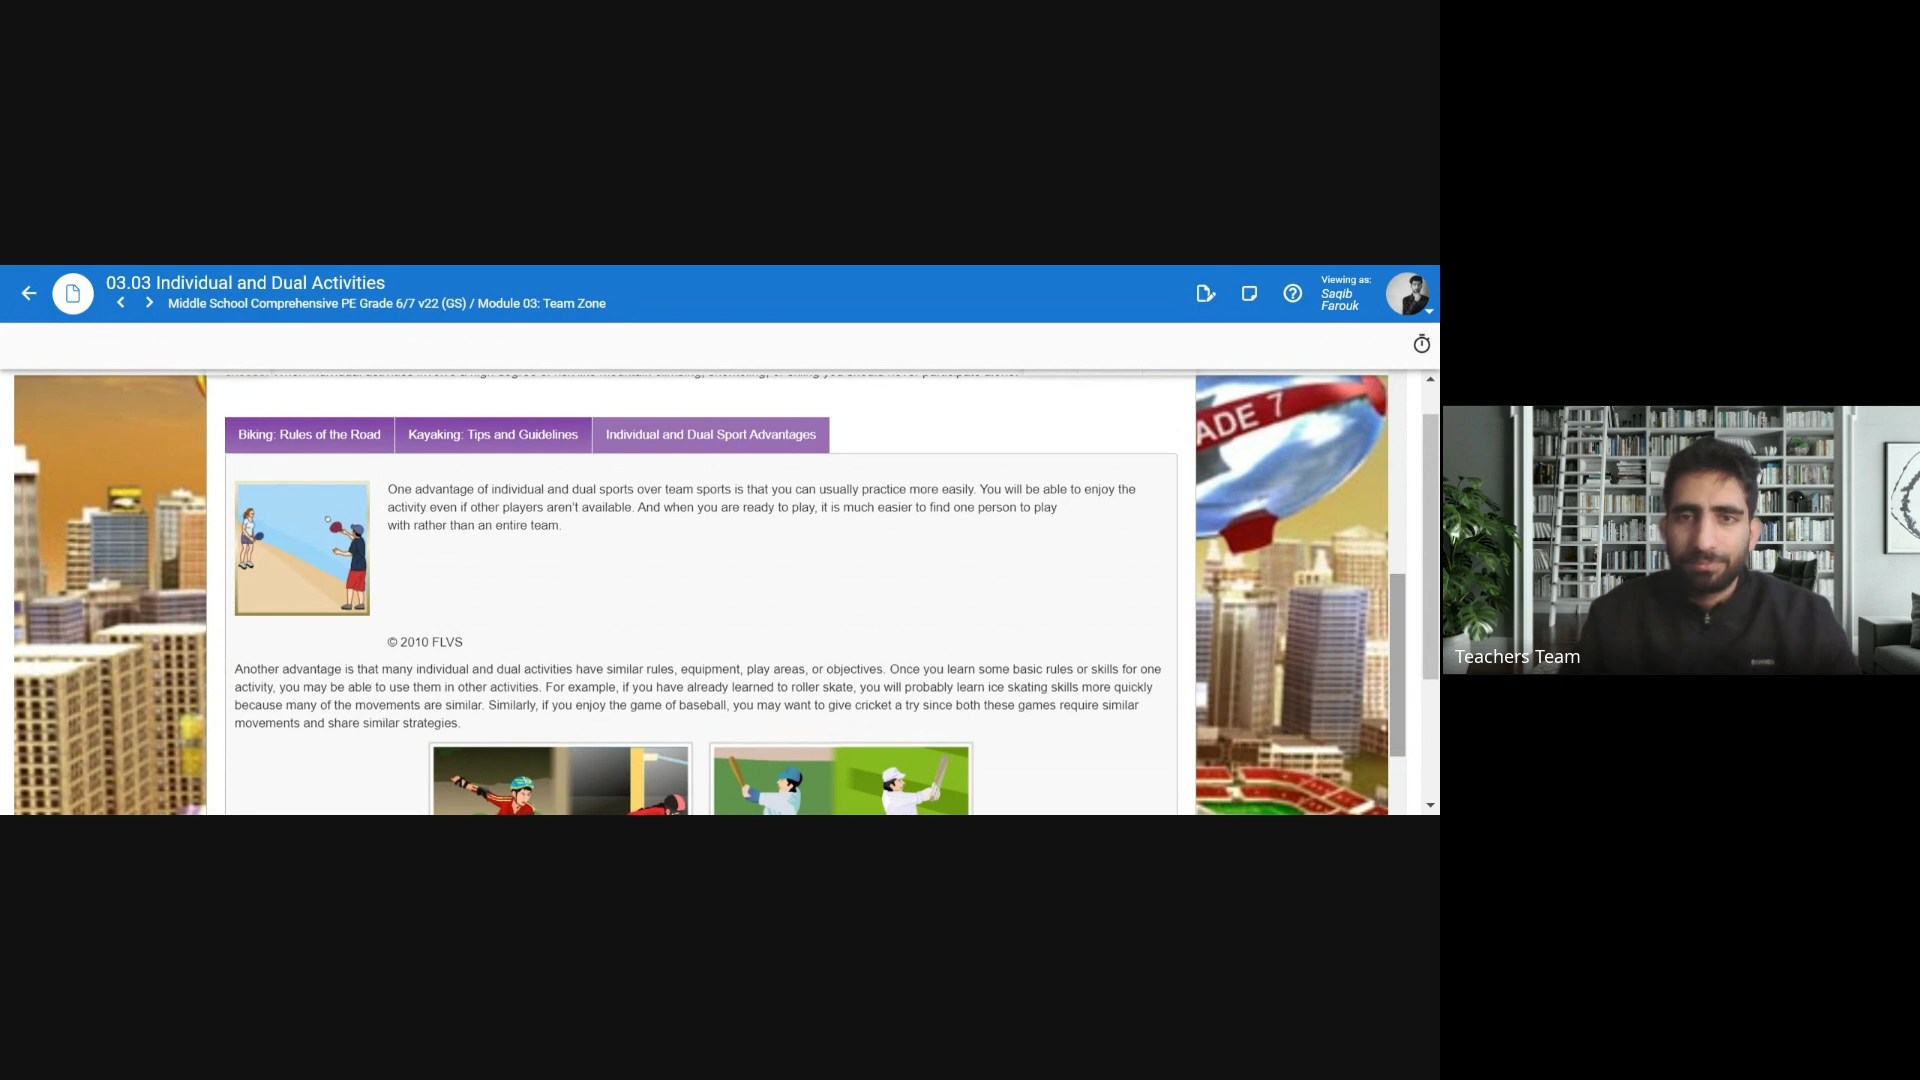 03.03 Individual and Dual Activities
Middle School Comprehensive PE Grade 6/7 v22 (GS) / Module 03: Team Zone
Viewing as:
Saqib
Farouk
Biking: Rules of the Road
Kayaking: Tips and Guidelines
Individual and Dual Sport Advantages
ADE 7
One advantage of individual and dual sports over team sports is that you can usually practice more easily. You will be able to enjoy the
activity even if other players aren't available. And when you are ready to play, it is much easier to find one person to play
with rather than an entire team.
© 2010 FLVS
Another advantage is that many individual and dual activities have similar rules, equipment, play areas, or objectives. Once you learn some basic rules or skills for one
activity, you may be able to use them in other activities. For example, if you have already learned to roller skate, you will probably learn ice skating skills more quickly
because many of the movements are similar. Similarly, if you enjoy the game of baseball, you may want to give cricket a try since both these games require similar
movements and share similar strategies.
Teachers Team